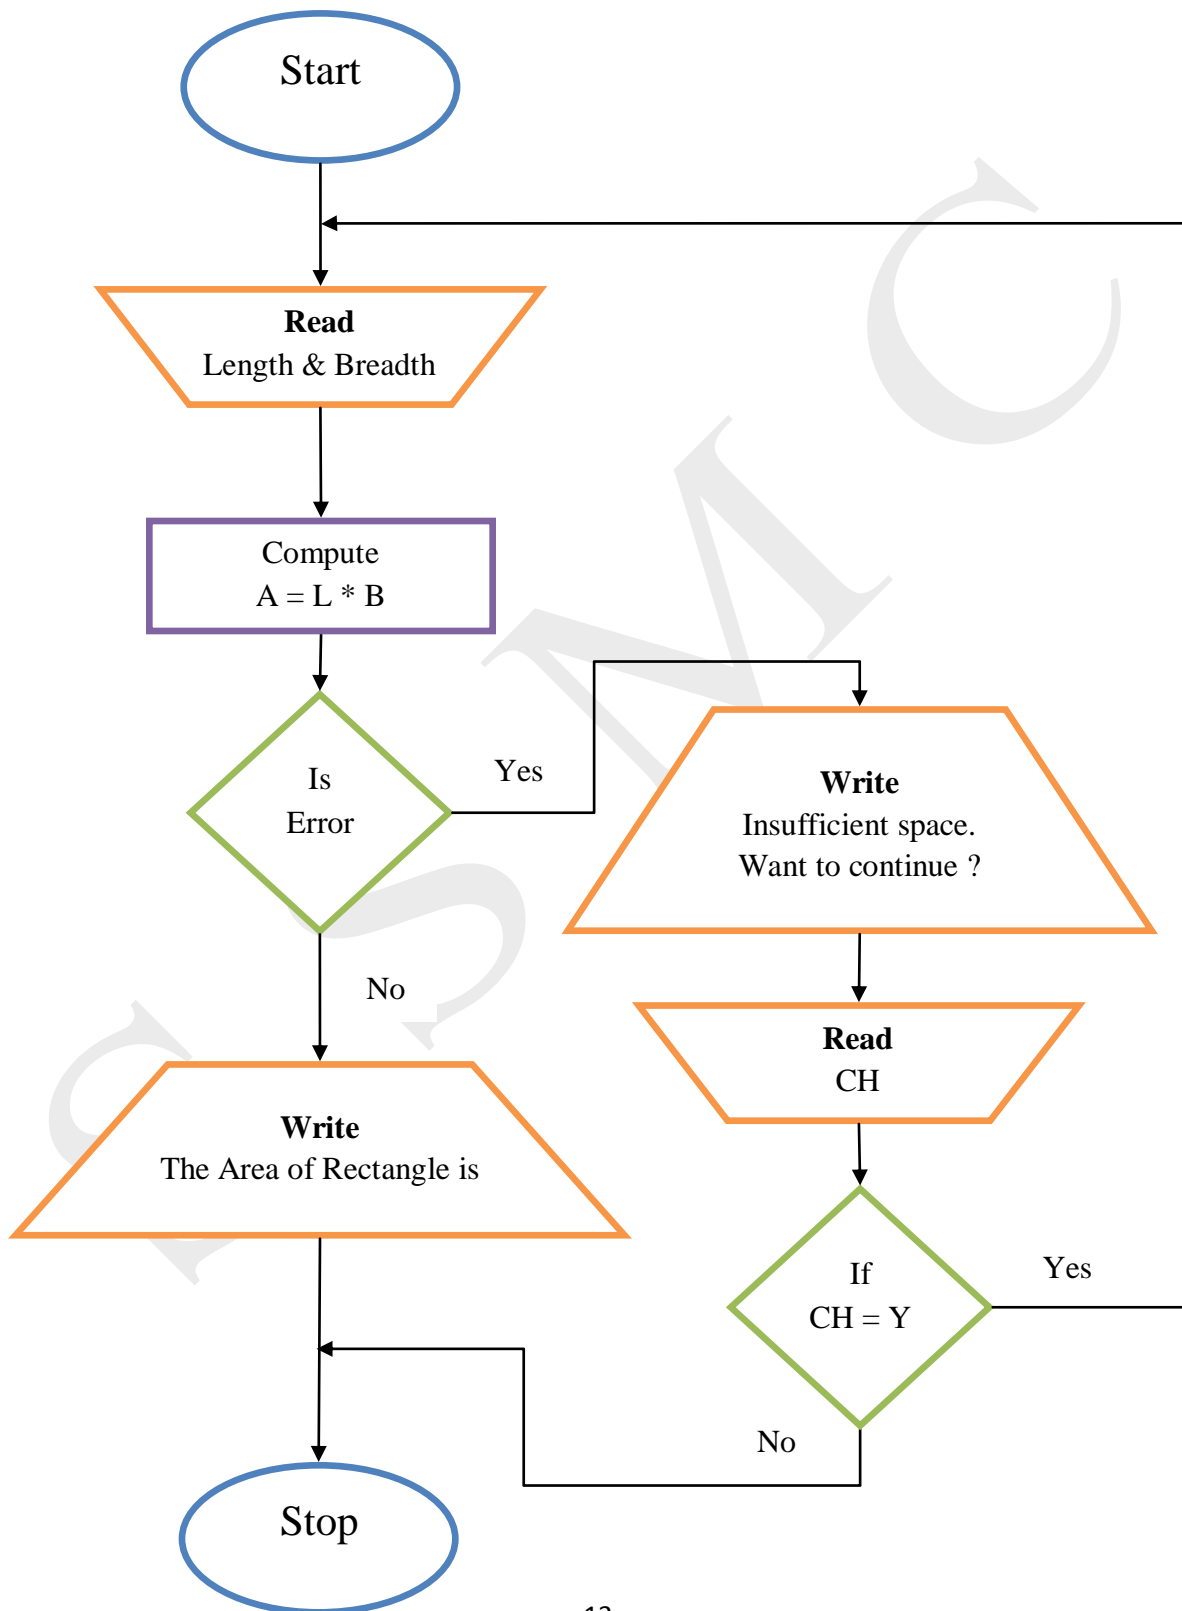 Start
Read
Length & Breadth
Compute
A = L * B
Is
Error
Yes
Write
Insufficient space.
Want to continue ?
No
Read
CH
Write
The Area of Rectangle is
If
CH = Y
Yes
No
Stop
S S M C